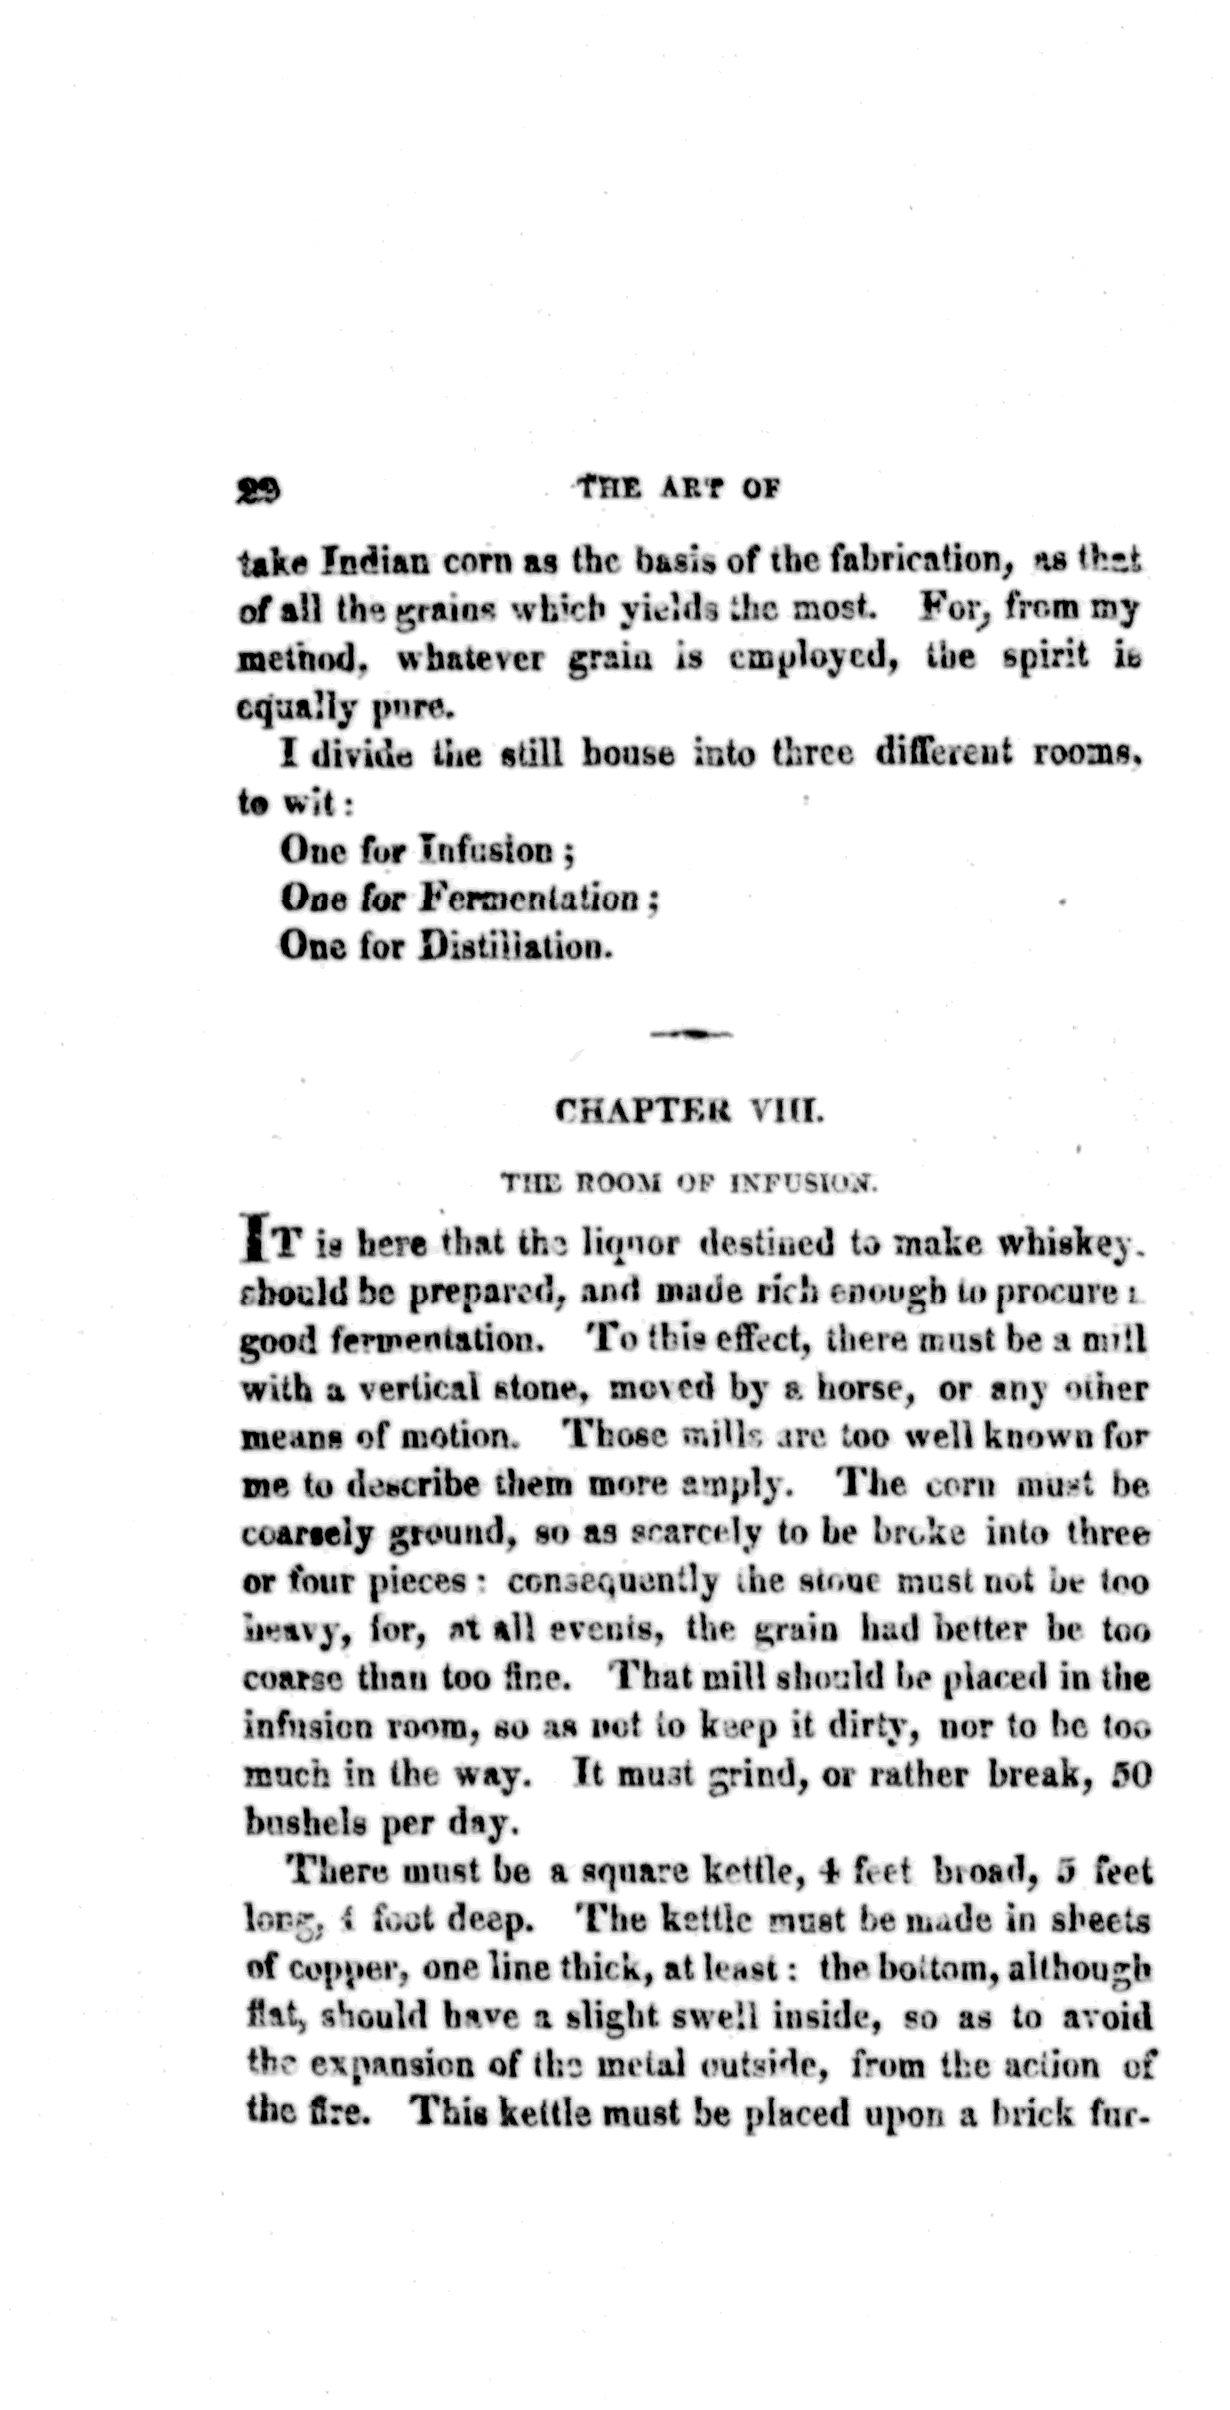 29 THE ART OF
take Indian corn as the basis of the fabrication, as that
of all the grains which yields the most. For, from my
method, whatever grain is employed, the spirit is
equally pure.
I divide the still house into three different rooms,
to wit:
One for Infusion;
One for Fermentation;
One for Distillation.
CHAPTER VIII.
THE ROOM OF INFUSION.
IT is here that the liquor destined to make whiskey,
should be prepared, and made rich enough to procure a
good fermentation. To this effect, there must be a mill
with a vertical stone, moved by a horse, or any other
means of motion. Those mills are too well known for
me to describe them more amply. The corn must be
coarsely ground, so as scarcely to be broke into three
or four pieces: consequently the stone must not be too
heavy, for, at all events, the grain had better be too
coarse than too fine. That mill should be placed in the
infusion room, so as not to keep it dirty, nor to be too
much in the way. It must grind, or rather break, 50
bushels per day.
There must be a square kettle, 4 feet broad, 5 feet
long, 1 foot deep. The kettle must be made in sheets
of copper, one line thick, at least: the bottom, although
flat, should have a slight swell inside, so as to avoid
the expansion of the metal outside, from the action of
the fire. This kettle must be placed upon a brick fur-